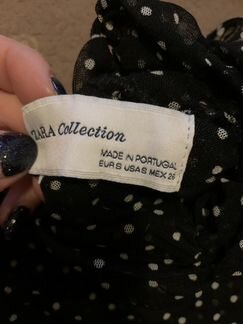 ZARA Collection
MADE IN PORTUGAL
EUR S USA S MEX 26